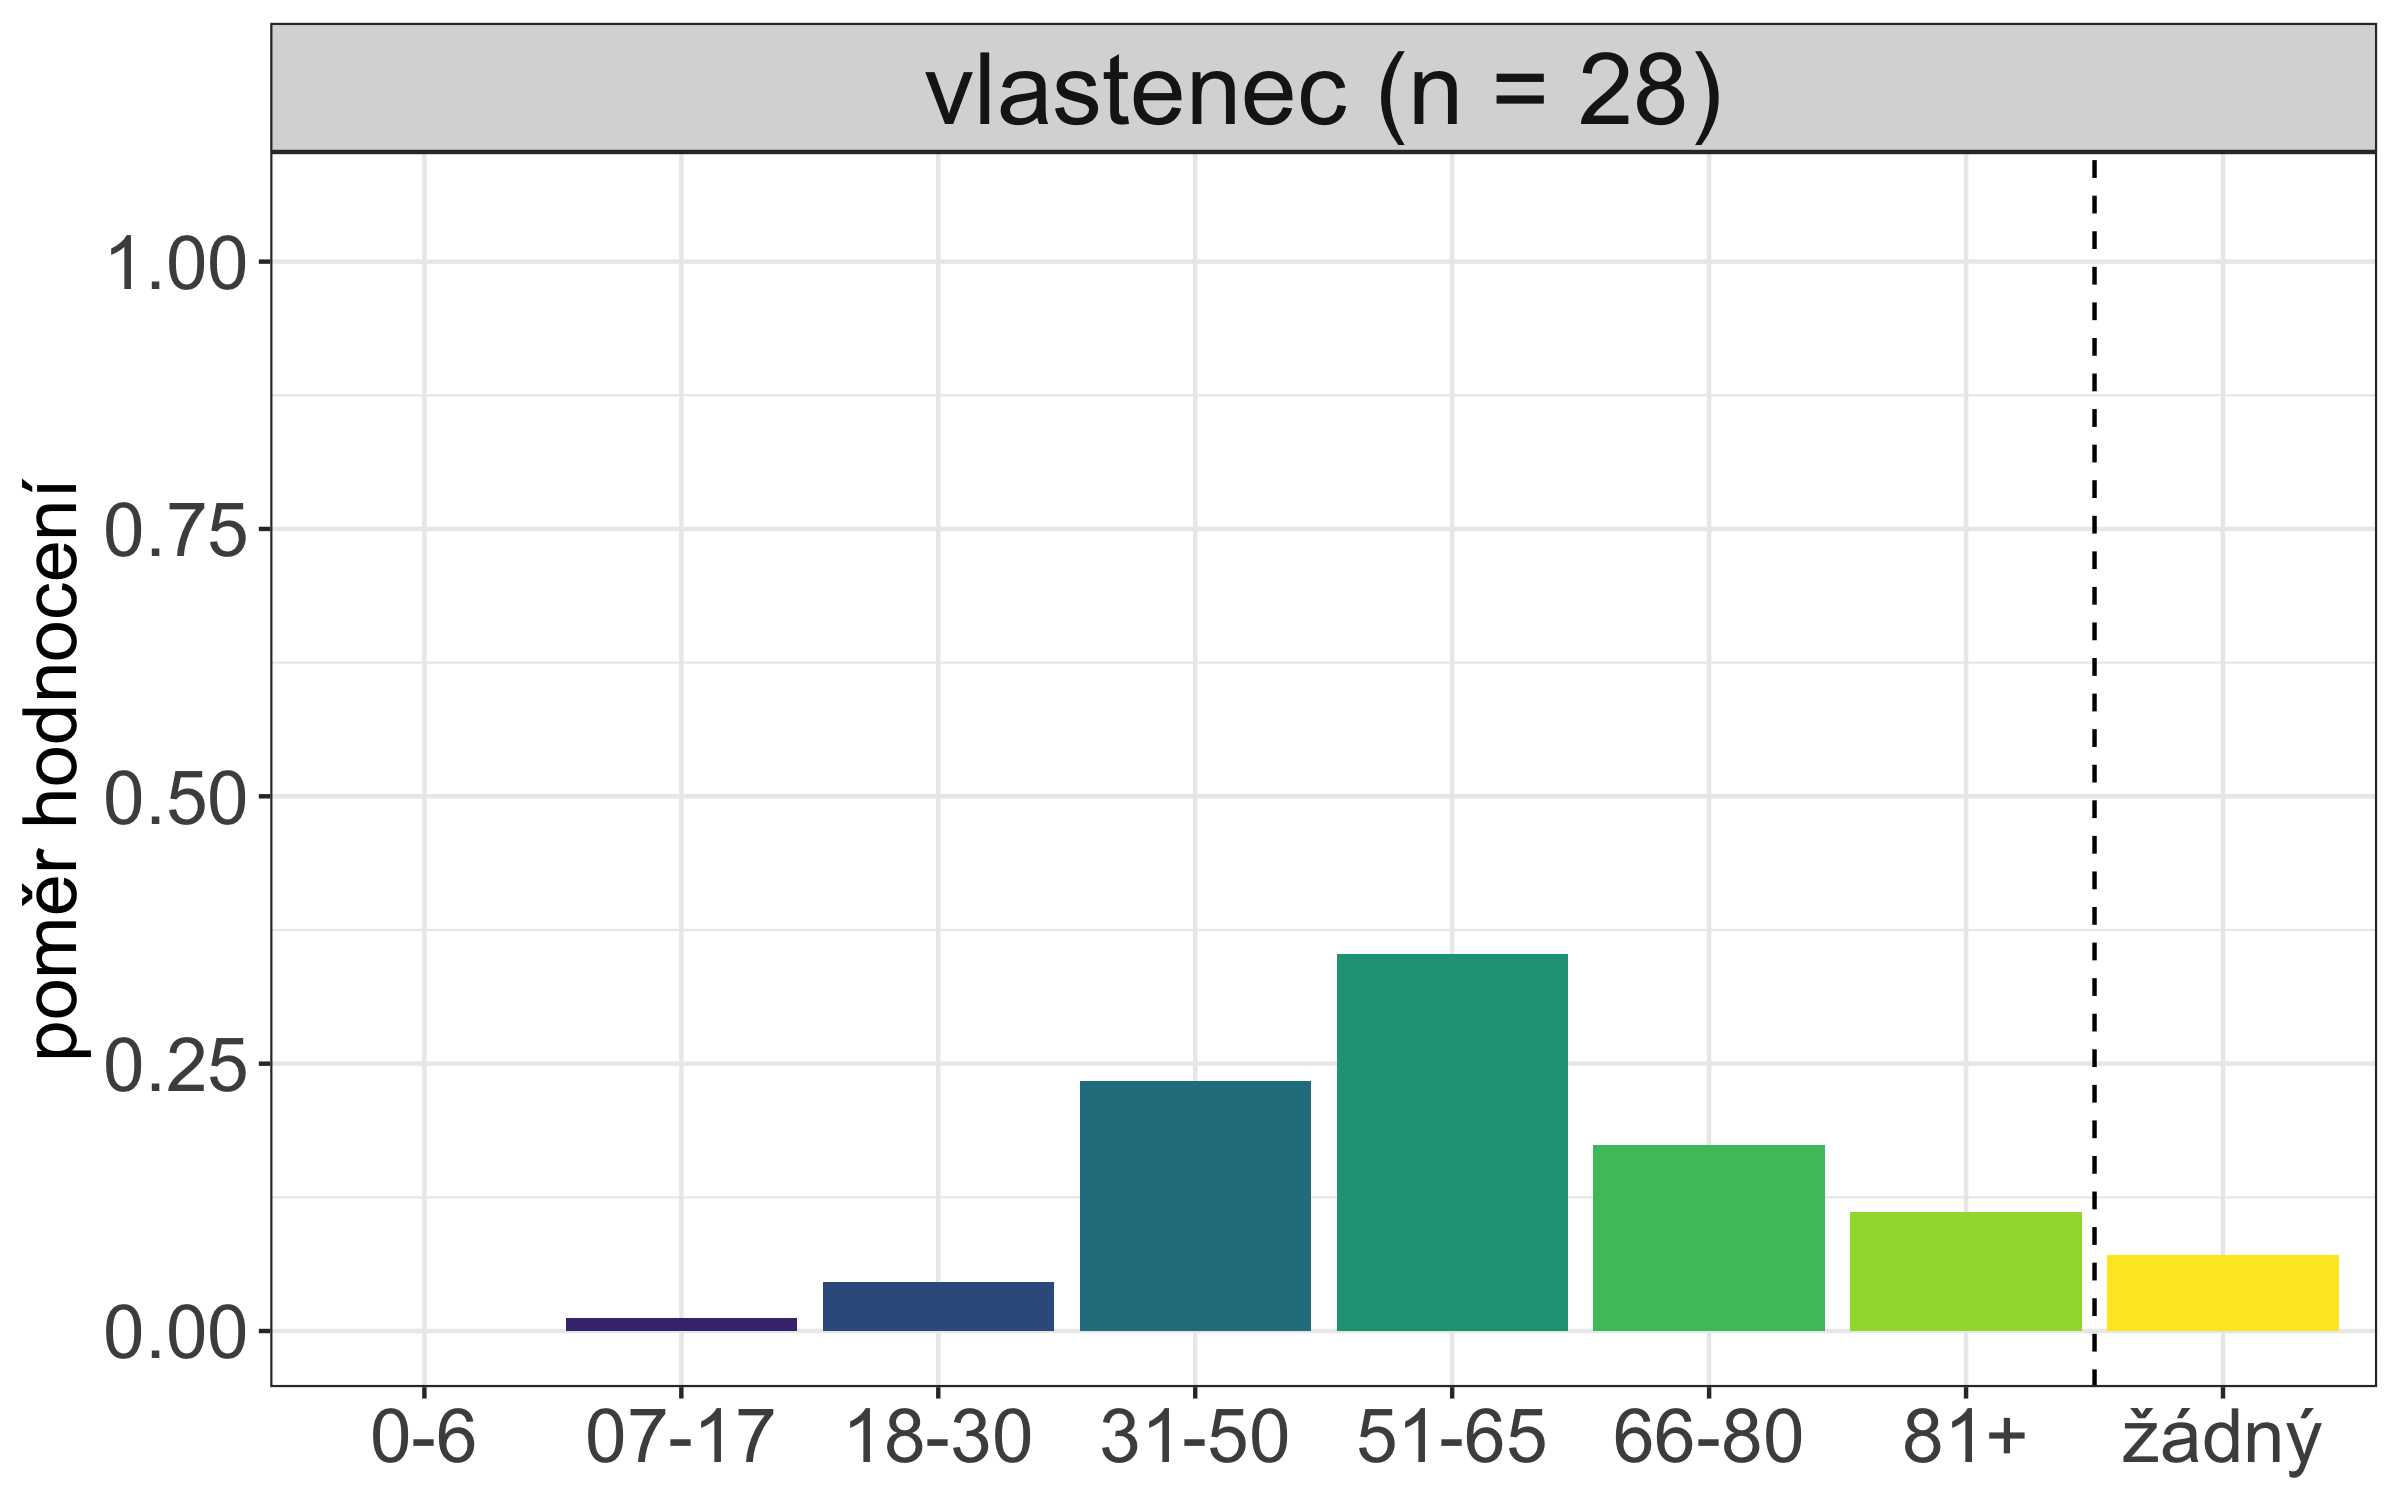 vlastenec (n = 28)
poměr hodnocení
1.00
0.75
0.50
0.25
0.00
0-6 07-17 18-30 31-50 51-65 66-80 81+ žádný